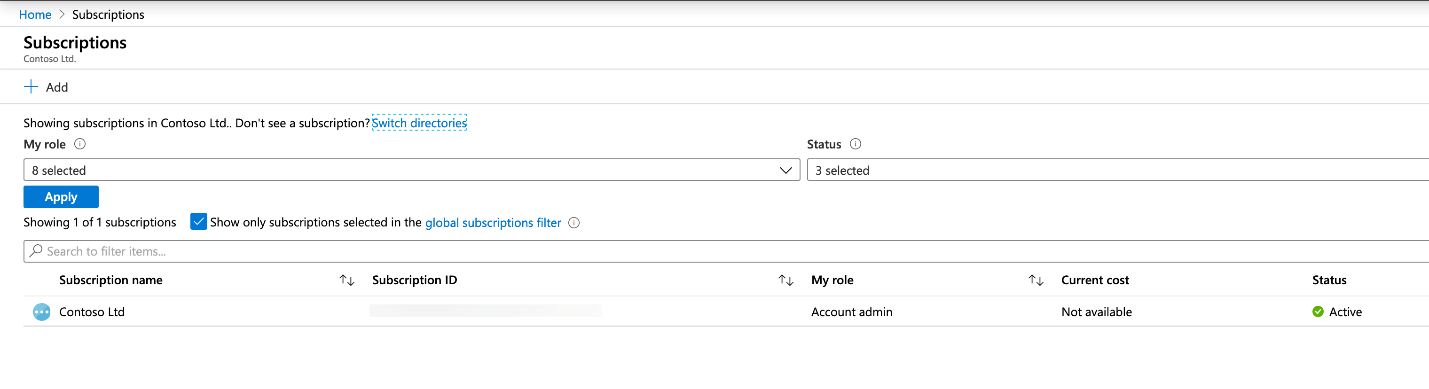 Home > Subscriptions
Subscriptions
Contoso Ltd.
+ Add
Showing subscriptions in Contoso Ltd.. Don't see a subscription? Switch directories
My role Status
8 selected 3 selected
Apply
Showing 1 of 1 subscriptions Show only subscriptions selected in the global subscriptions filter
Search to filter items...
Subscription name Subscription ID My role Current cost Status
Contoso Ltd Account admin Not available Active